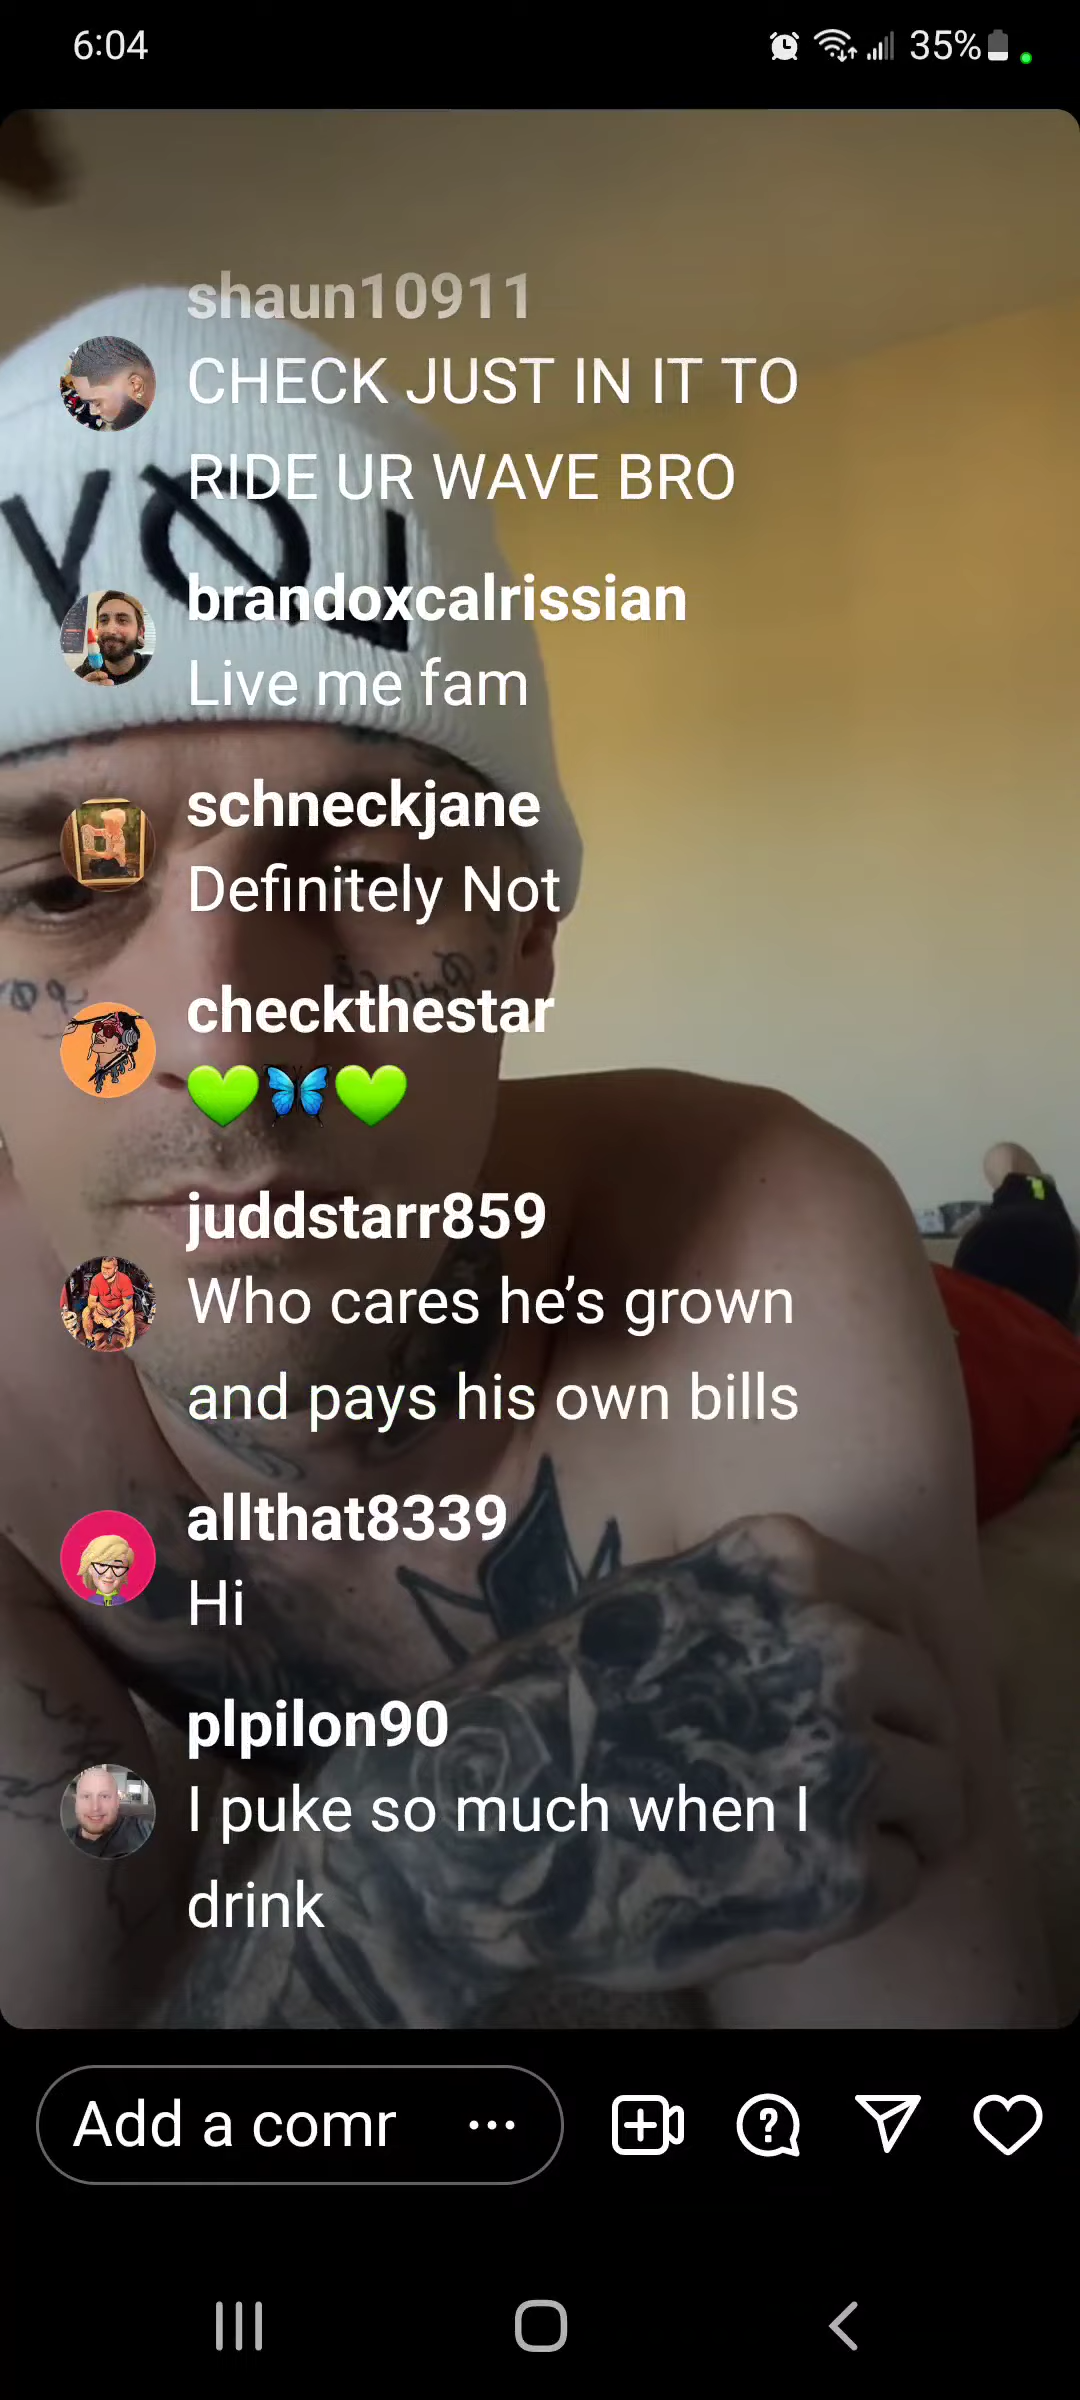 6:04
35%
shaun10911
CHECK JUST IN IT TO
RIDE UR WAVE BRO
brandoxcalrissian
Live me fam
schneckjane
Definitely Not
checkthestar
💚🦋💚
juddstarr859
Who cares he’s grown
and pays his own bills
allthat8339
Hi
plpilon90
I puke so much when I
drink
Add a comr